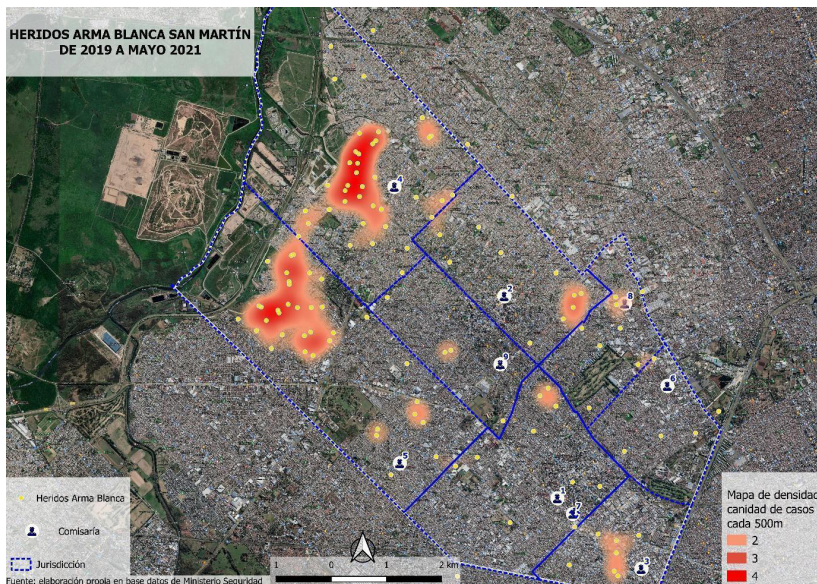 HERIDOS ARMA BLANCA SAN MARTÍN
DE 2019 A MAYO 2021
4
2
8
9
6
5
1
7
3
Heridos Arma Blanca
Comisaría
Jurisdicción
Fuente: elaboración propia en base datos de Ministerio Seguridad
1 0 1 2 km
Mapa de densidad
canidad de casos
cada 500m
2
3
4